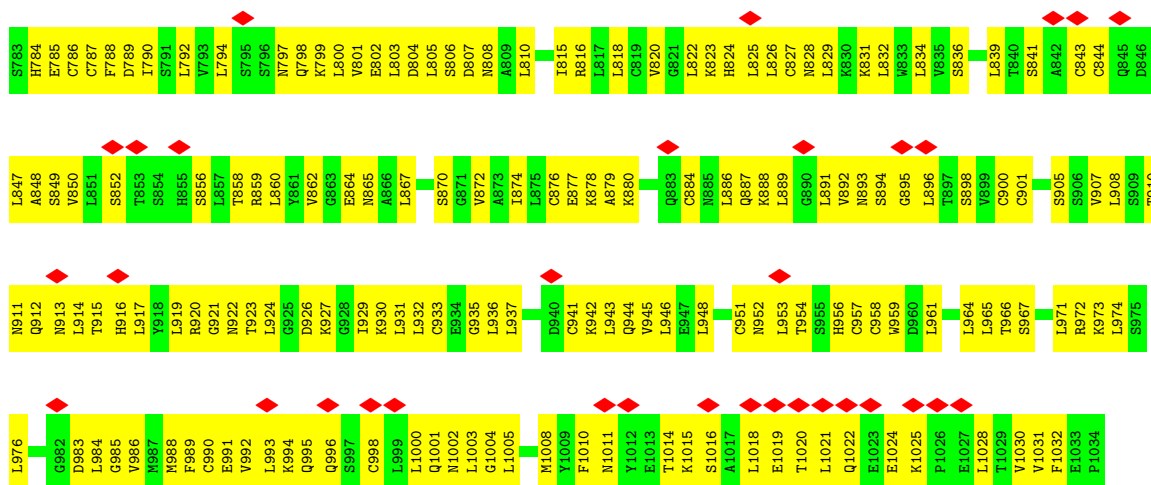 S783 H784 E785 C786 C787 F788 D789 I790 S791 L792 V793 L794 S795 S796 N797 Q798 K799 L800 V801 E802 L803 D804 L805 S806 D807 N808 A809 L810 I815 R816 L817 L818 C819 V820 G821 L822 K823 H824 L825 L826 C827 N828 L829 K830 K831 L832 W833 L834 V835 S836 L839 T840 S841 A842 C843 C844 Q845 D846
L847 A848 S849 V850 L851 S852 T853 S854 H855 S856 L857 T858 R859 L860 Y861 V862 G863 E864 N865 A866 L867 S870 G871 V872 A873 I874 L875 C876 E877 K878 A879 K880 Q883 C884 N885 L886 Q887 K888 L889 G890 L891 V892 N893 S894 G895 L896 T897 S898 V899 C900 C901 S905 S906 V907 L908 S909 T910
N911 Q912 N913 L914 T915 H916 L917 Y918 L919 R920 G921 N922 T923 L924 G925 D926 K927 G928 I929 K930 L931 L932 C933 E934 G935 L936 L937 D940 C941 K942 L943 Q944 V945 L946 E947 L948 C951 N952 L953 T954 S955 H956 C957 C958 W959 D960 L961 L964 L965 T966 S967 L971 R972 K973 L974 S975
L976 G982 D983 L984 G985 V986 M987 M988 F989 C990 E991 V992 L993 K994 Q995 Q996 S997 C998 L999 L1000 Q1001 N1002 L1003 G1004 L1005 M1008 Y1009 F1010 N1011 Y1012 E1013 T1014 K1015 S1016 A1017 L1018 E1019 T1020 L1021 Q1022 E1023 E1024 K1025 P1026 E1027 L1028 T1029 V1030 V1031 F1032 E1033 P1034